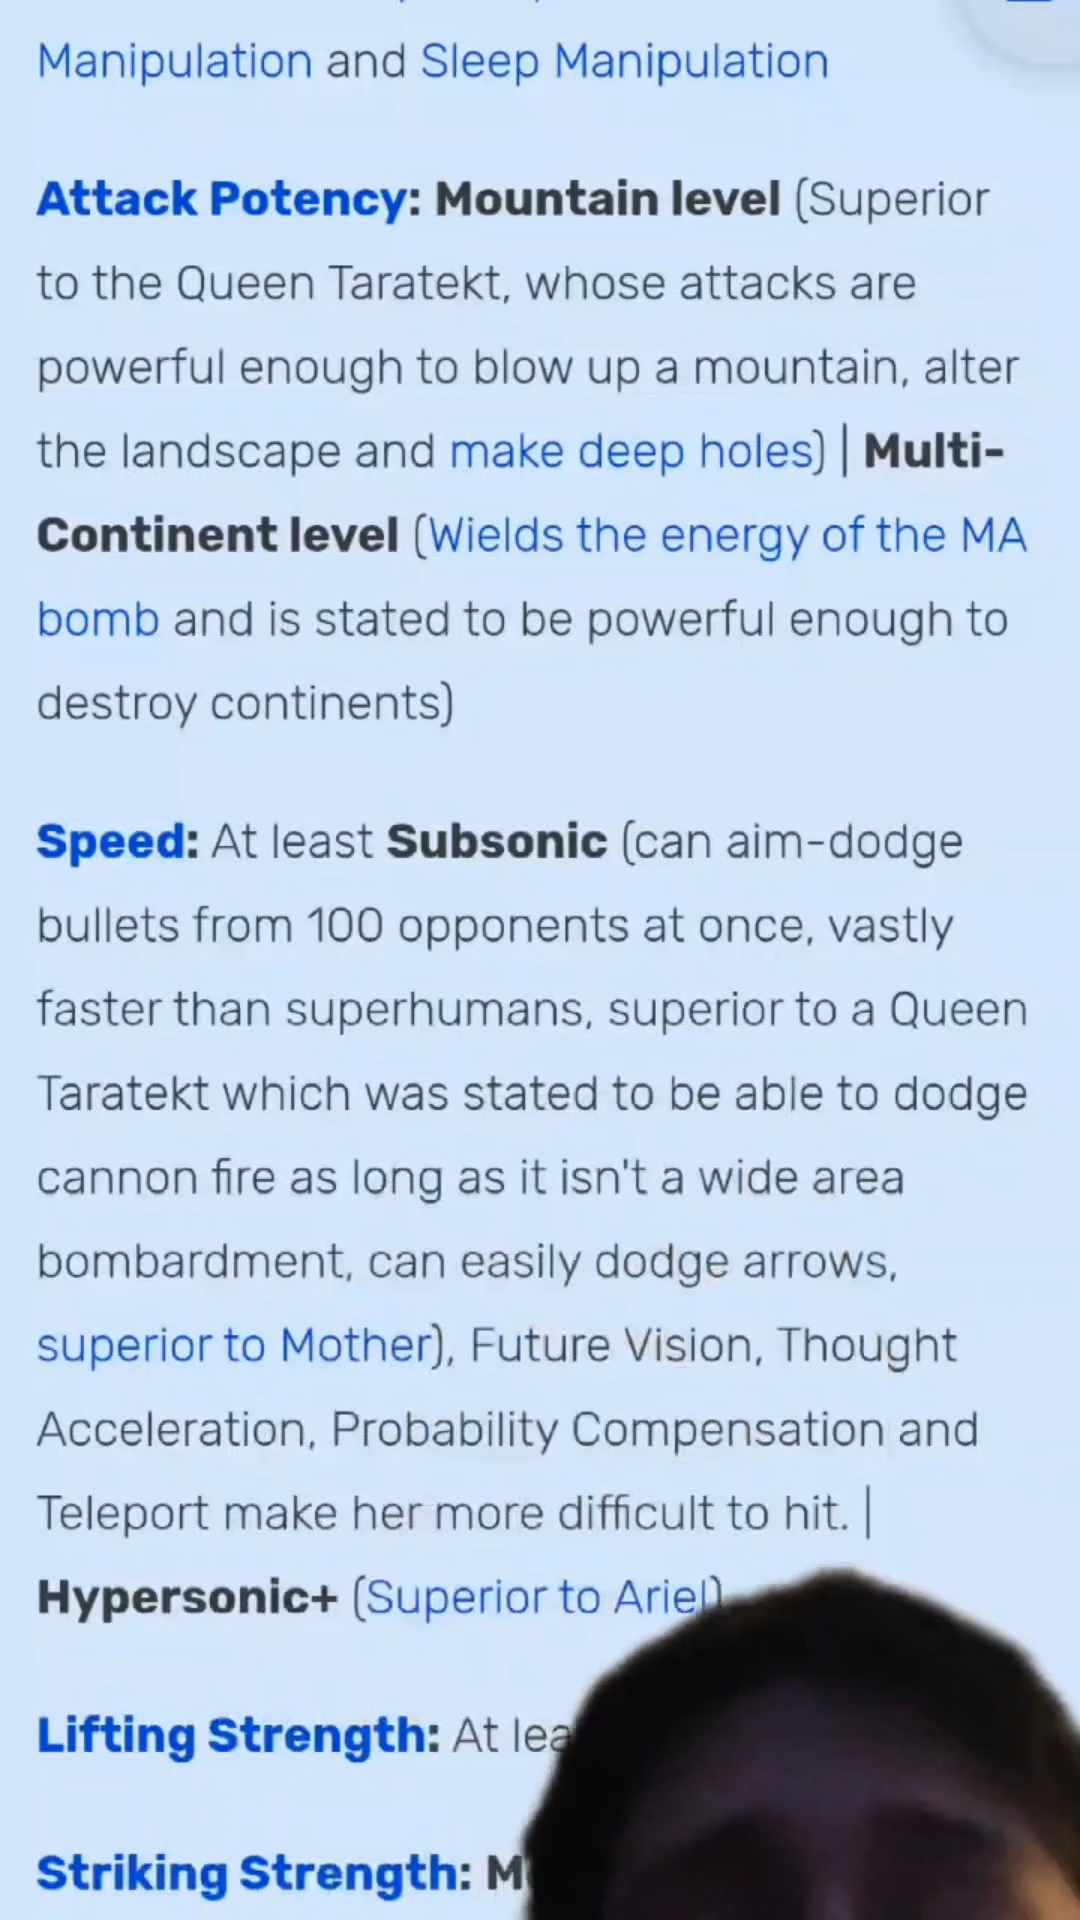 Manipulation and Sleep Manipulation
Attack Potency: Mountain level (Superior
to the Queen Taratekt, whose attacks are
powerful enough to blow up a mountain, alter
the landscape and make deep holes) | Multi-
Continent level (Wields the energy of the MA
bomb and is stated to be powerful enough to
destroy continents)
Speed: At least Subsonic (can aim-dodge
bullets from 100 opponents at once, vastly
faster than superhumans, superior to a Queen
Taratekt which was stated to be able to dodge
cannon fire as long as it isn't a wide area
bombardment, can easily dodge arrows,
superior to Mother), Future Vision, Thought
Acceleration, Probability Compensation and
Teleport make her more difficult to hit. |
Hypersonic+ (Superior to Ariel)
Lifting Strength: At
Striking Strength: